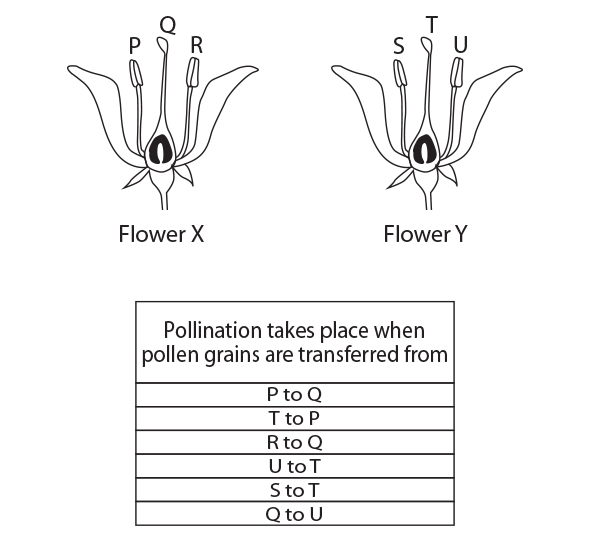 Q
P R
T
S U
Flower X
Flower Y
Pollination takes place when
pollen grains are transferred from
P to Q
T to P
R to Q
U to T
S to T
Q to U